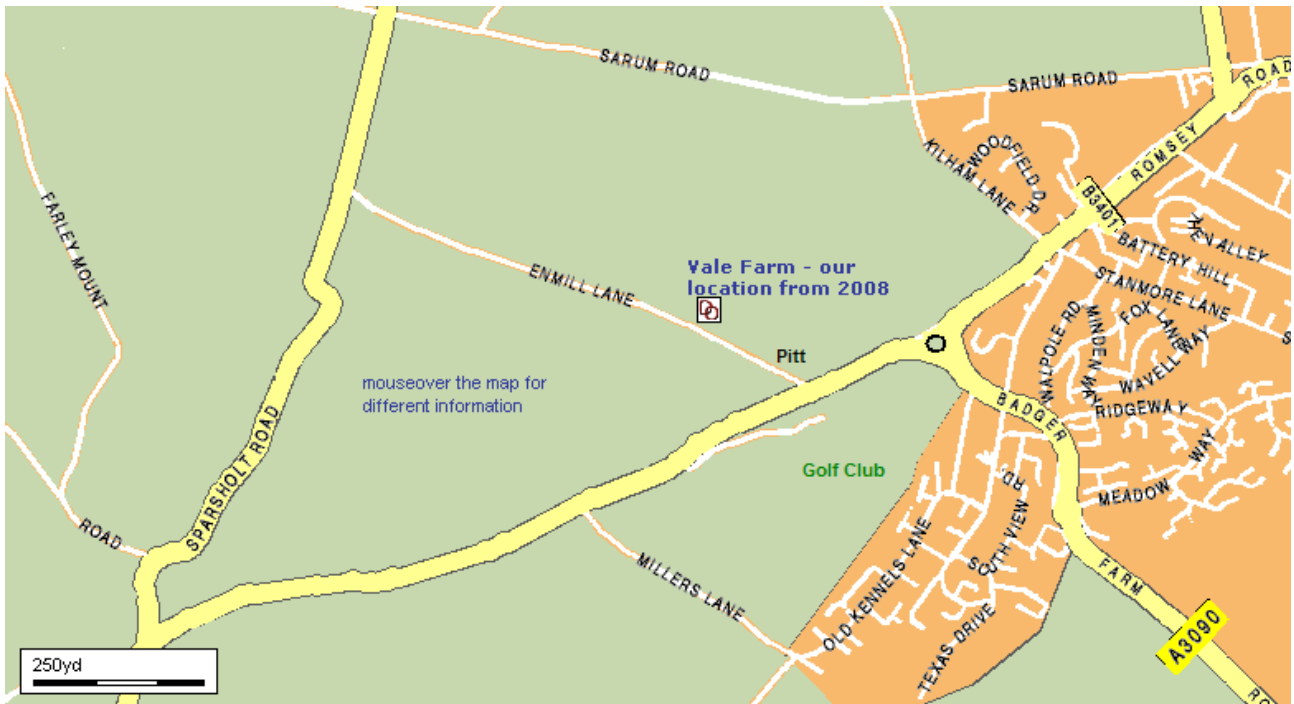 SARUM ROAD
SARUM ROAD
ROAD
ROMSEY
KILHAM LANE
WOODFIELD DR.
B3401
BATTERY HILL
STANMORE LANE
FARLEY MOUNT
ENMILL LANE
Vale Farm - our
location from 2008
Pitt
mouseover the map for
different information
WALPOLE RD
MINDEN WAY
FOX LANE
WAVELL WAY
BADGER
RIDGEWAY
WAY
MEADOW
Golf Club
SPARSHOLT ROAD
ROAD
MILLERS LANE
OLD KENNELS LANE
SOUTH VIEW RD.
TEXAS DRIVE
FARM
A3090
RO
250yd